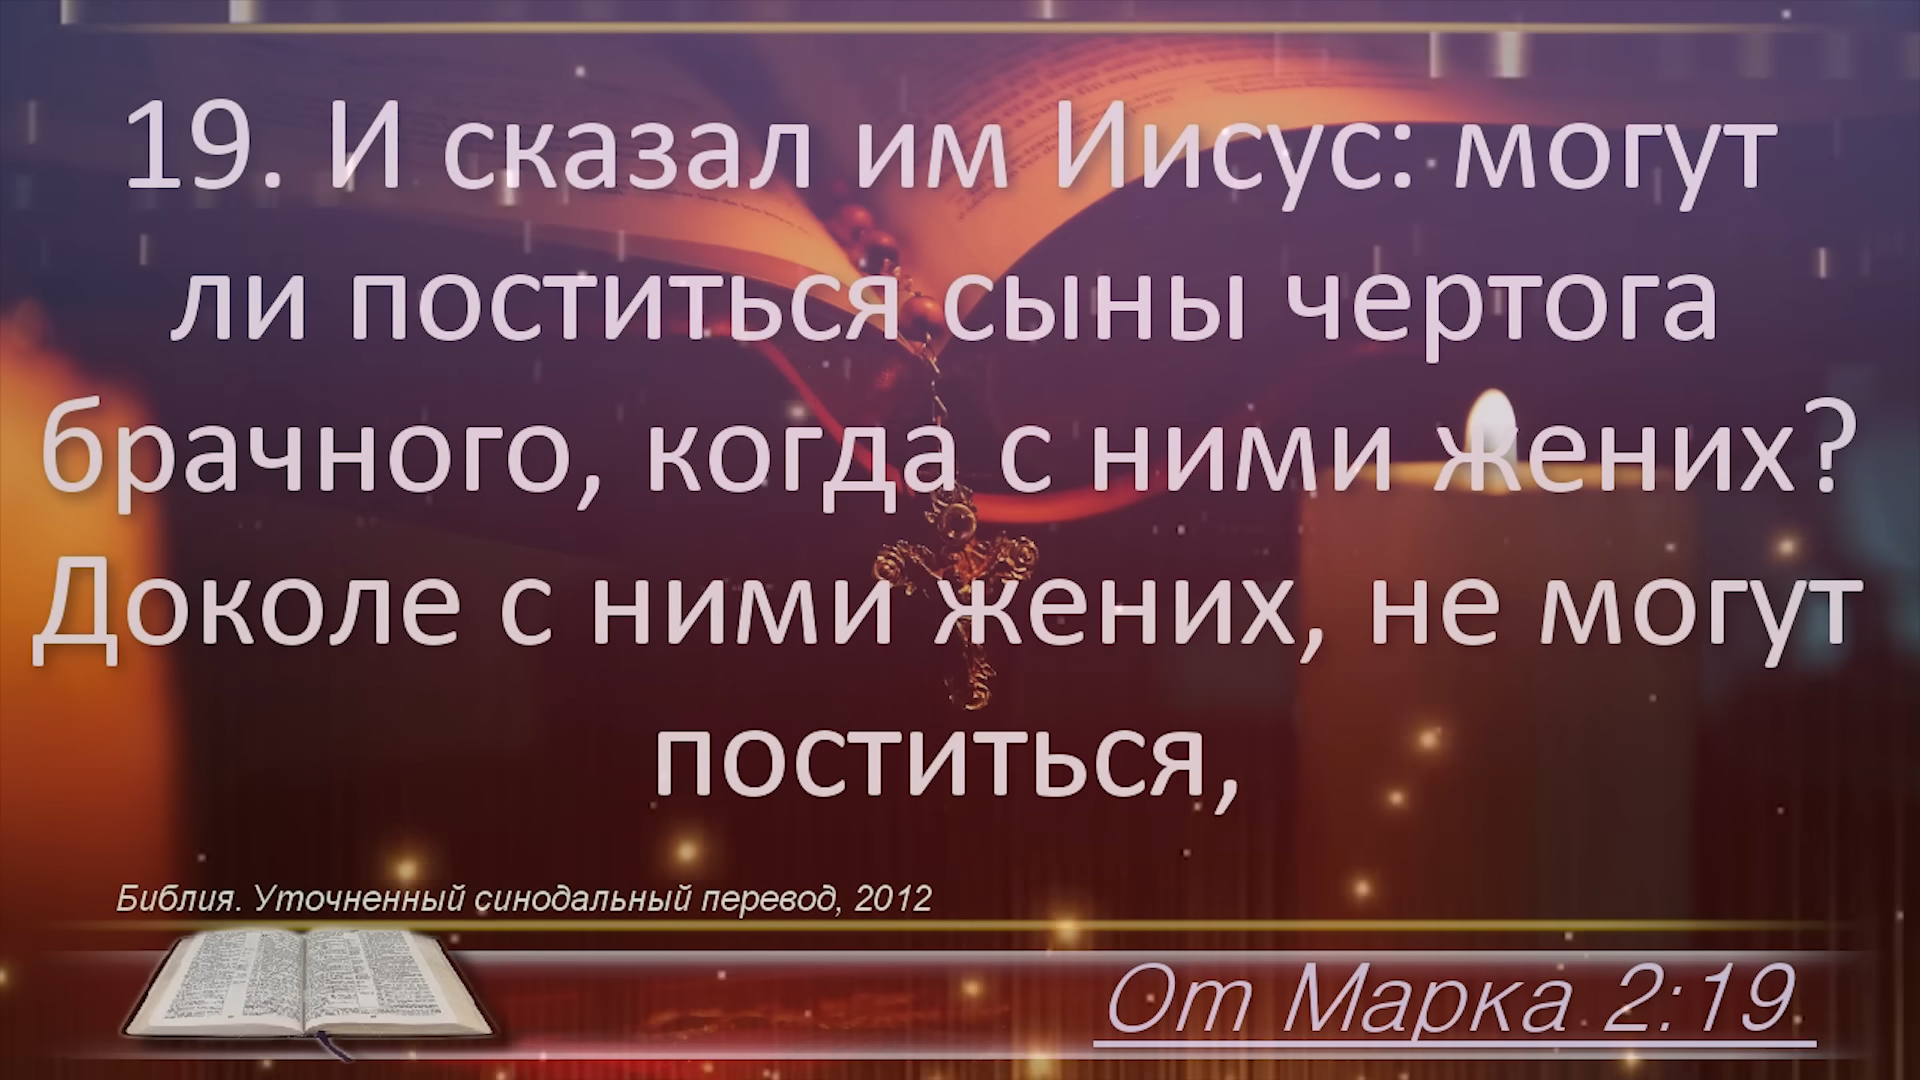 19. И сказал им Иисус: могут
ли поститься сыны чертога
брачного, когда с ними жених?
Доколе с ними жених, не могут
поститься,
Библия. Уточненный синодальный перевод, 2012
От Марка 2:19